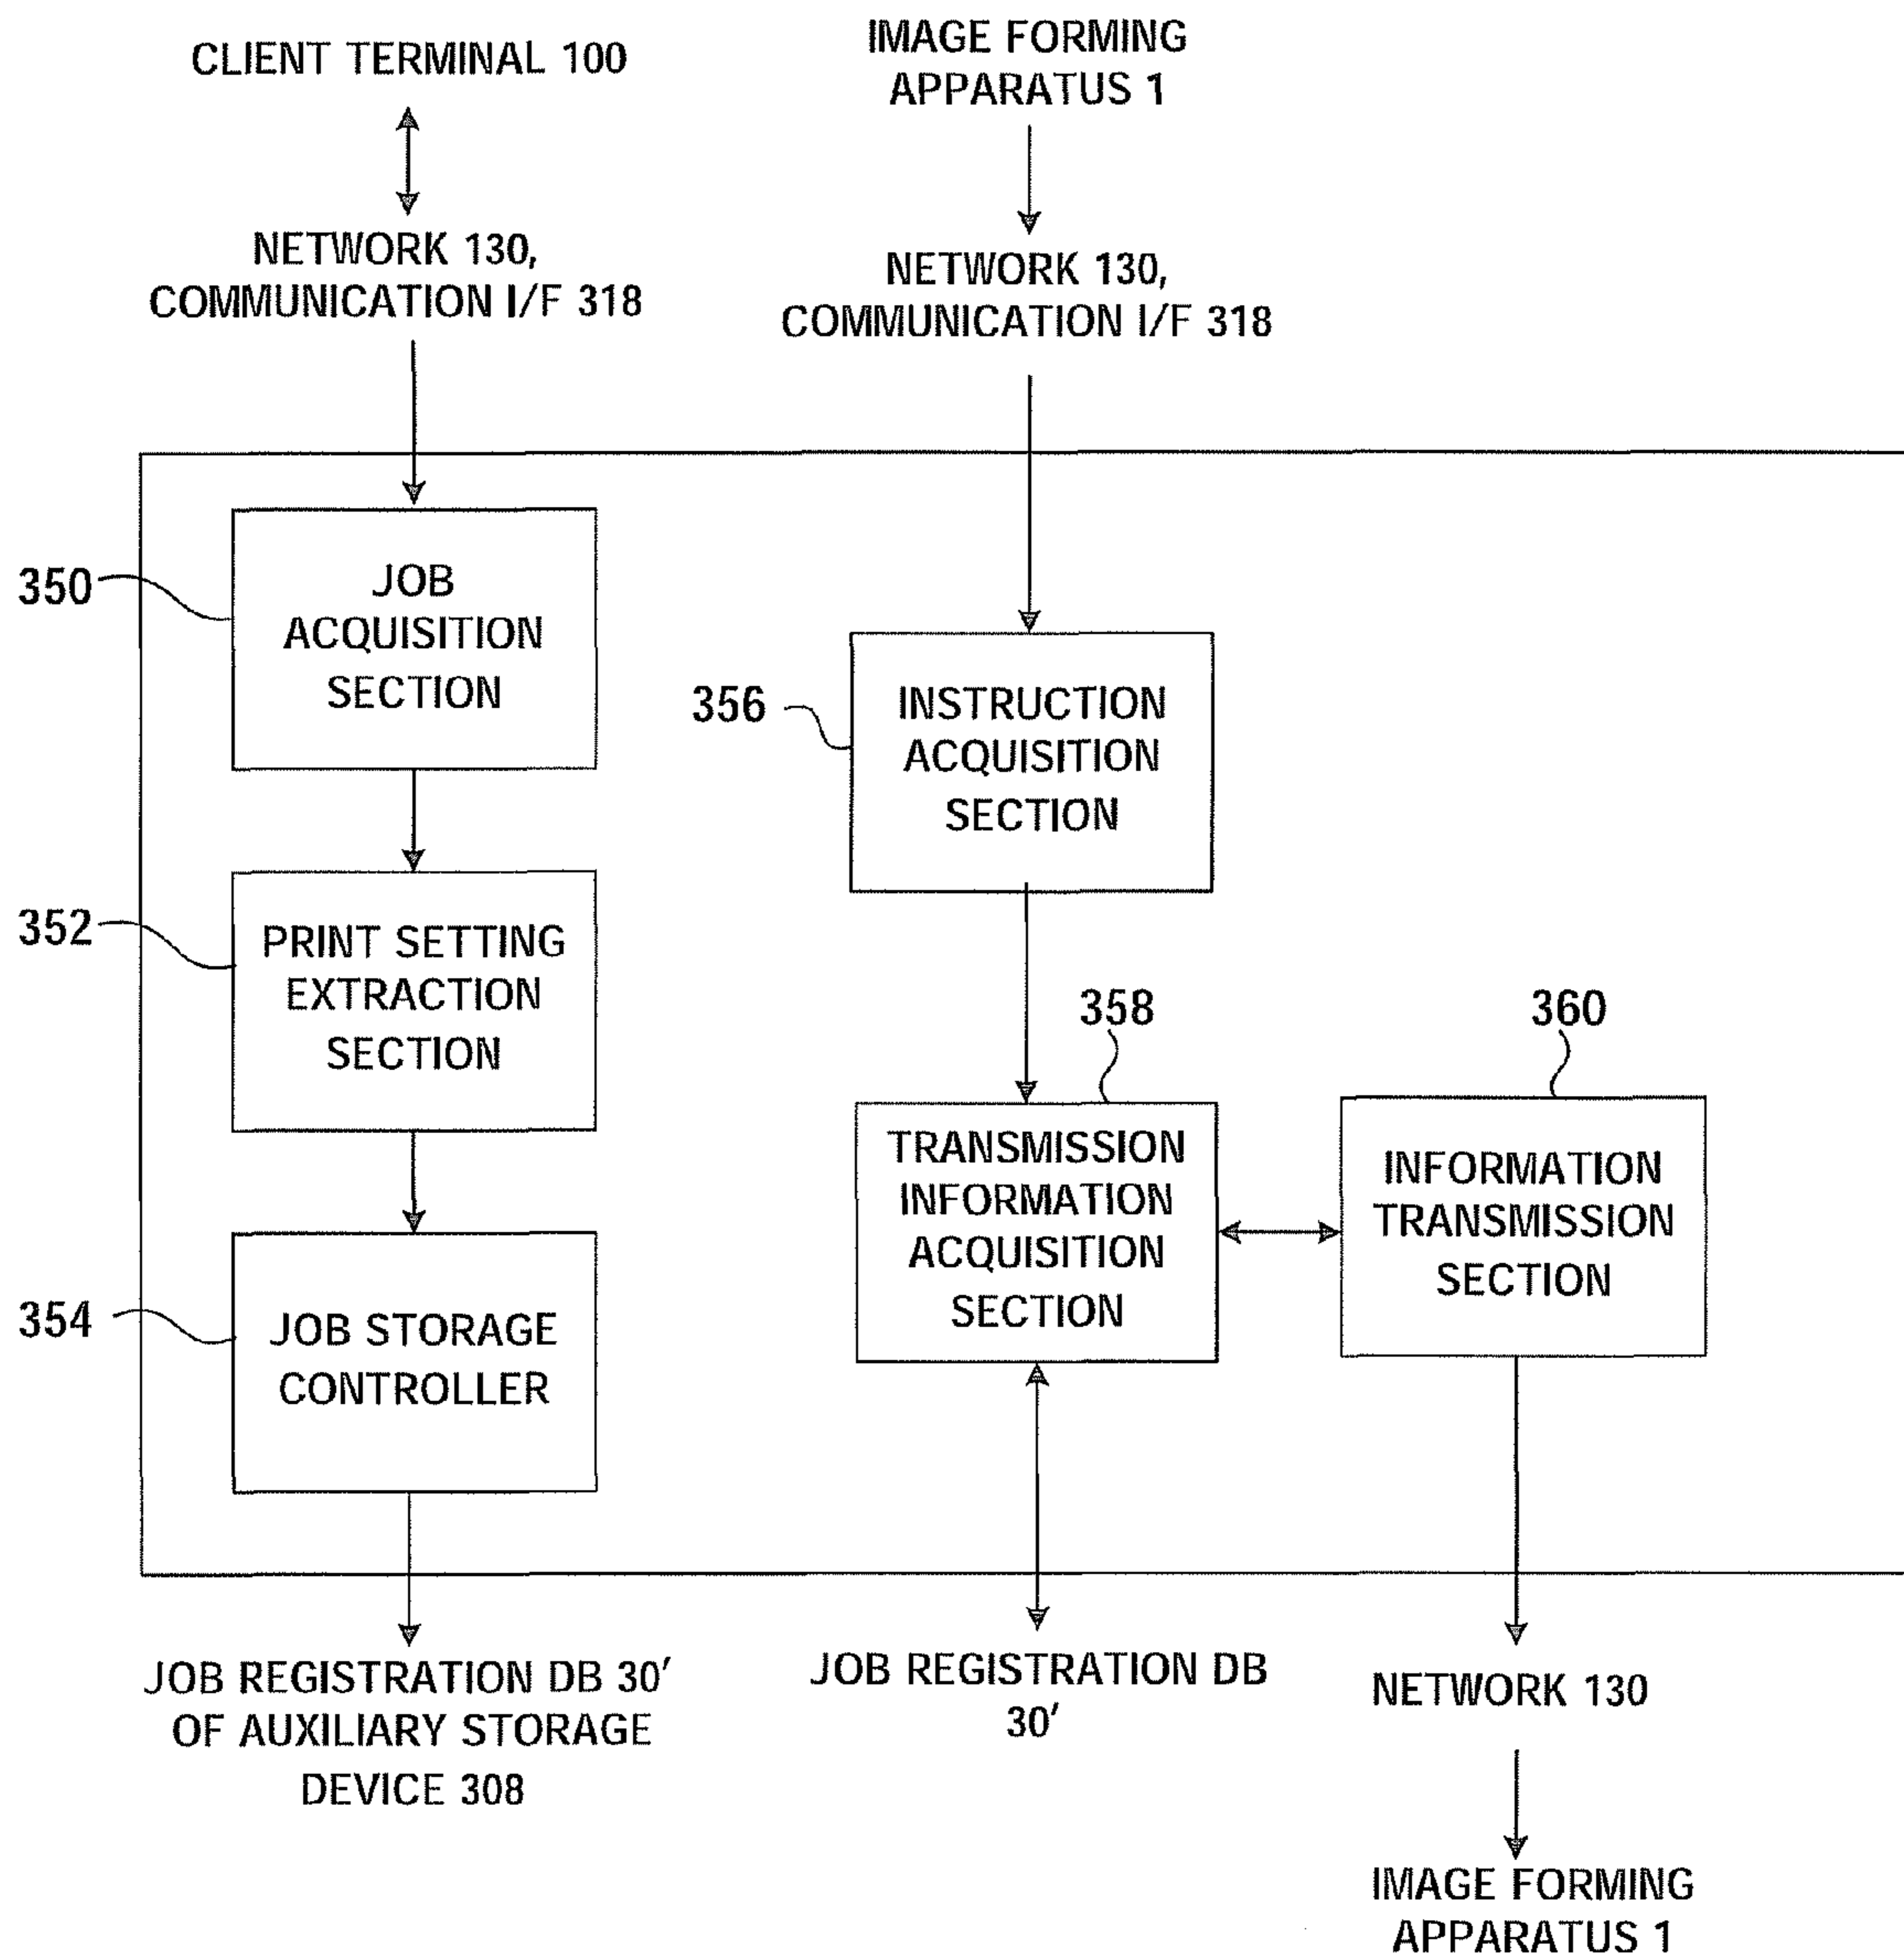 CLIENT TERMINAL 100
NETWORK 130,
COMMUNICATION I/F 318
IMAGE FORMING
APPARATUS 1
NETWORK 130,
COMMUNICATION I/F 318
350
JOB
ACQUISITION
SECTION
352
PRINT SETTING
EXTRACTION
SECTION
354
JOB STORAGE
CONTROLLER
JOB REGISTRATION DB 30′
OF AUXILIARY STORAGE
DEVICE 308
356
INSTRUCTION
ACQUISITION
SECTION
358
TRANSMISSION
INFORMATION
ACQUISITION
SECTION
JOB REGISTRATION DB
30′
360
INFORMATION
TRANSMISSION
SECTION
NETWORK 130
IMAGE FORMING
APPARATUS 1